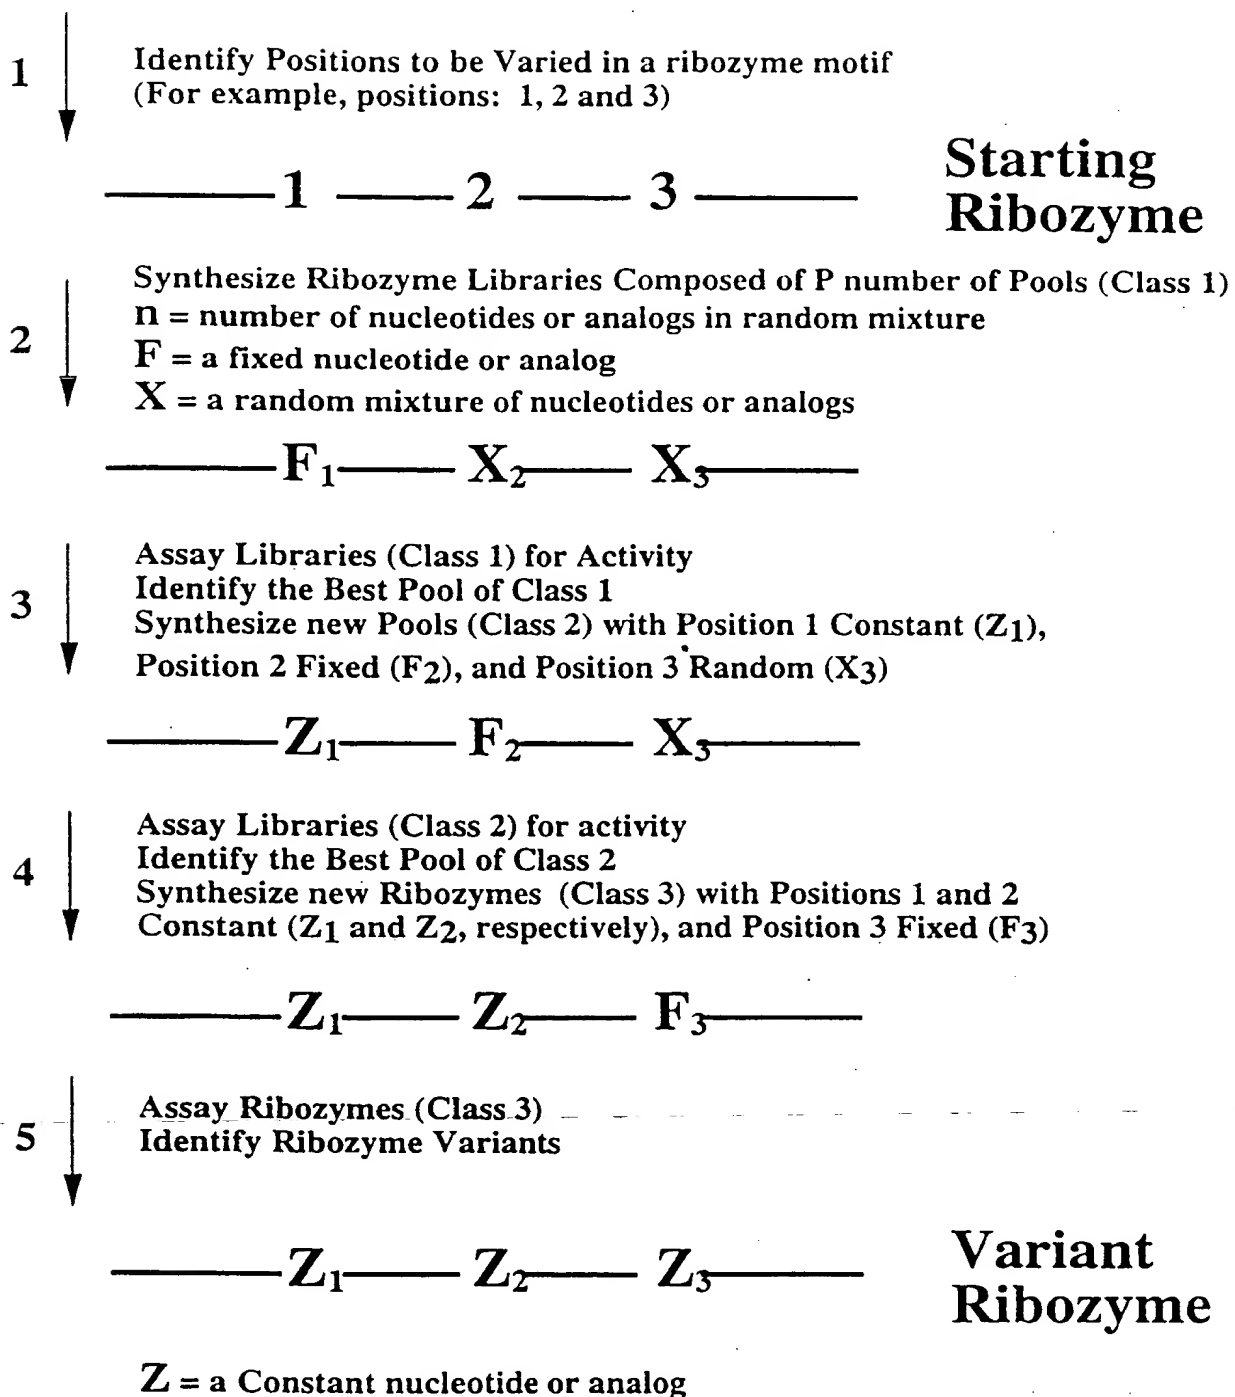 1
Identify Positions to be Varied in a ribozyme motif
(For example, positions: 1, 2 and 3)
1 2 3
Starting
Ribozyme
2
Synthesize Ribozyme Libraries Composed of P number of Pools (Class 1)
n = number of nucleotides or analogs in random mixture
F = a fixed nucleotide or analog
X = a random mixture of nucleotides or analogs
F1 X2 X3
3
Assay Libraries (Class 1) for Activity
Identify the Best Pool of Class 1
Synthesize new Pools (Class 2) with Position 1 Constant (Z1),
Position 2 Fixed (F2), and Position 3 Random (X3)
Z1 F2 X3
4
Assay Libraries (Class 2) for activity
Identify the Best Pool of Class 2
Synthesize new Ribozymes (Class 3) with Positions 1 and 2
Constant (Z1 and Z2, respectively), and Position 3 Fixed (F3)
Z1 Z2 F3
5
Assay Ribozymes (Class 3)
Identify Ribozyme Variants
Z1 Z2 Z3
Variant
Ribozyme
Z = a Constant nucleotide or analog